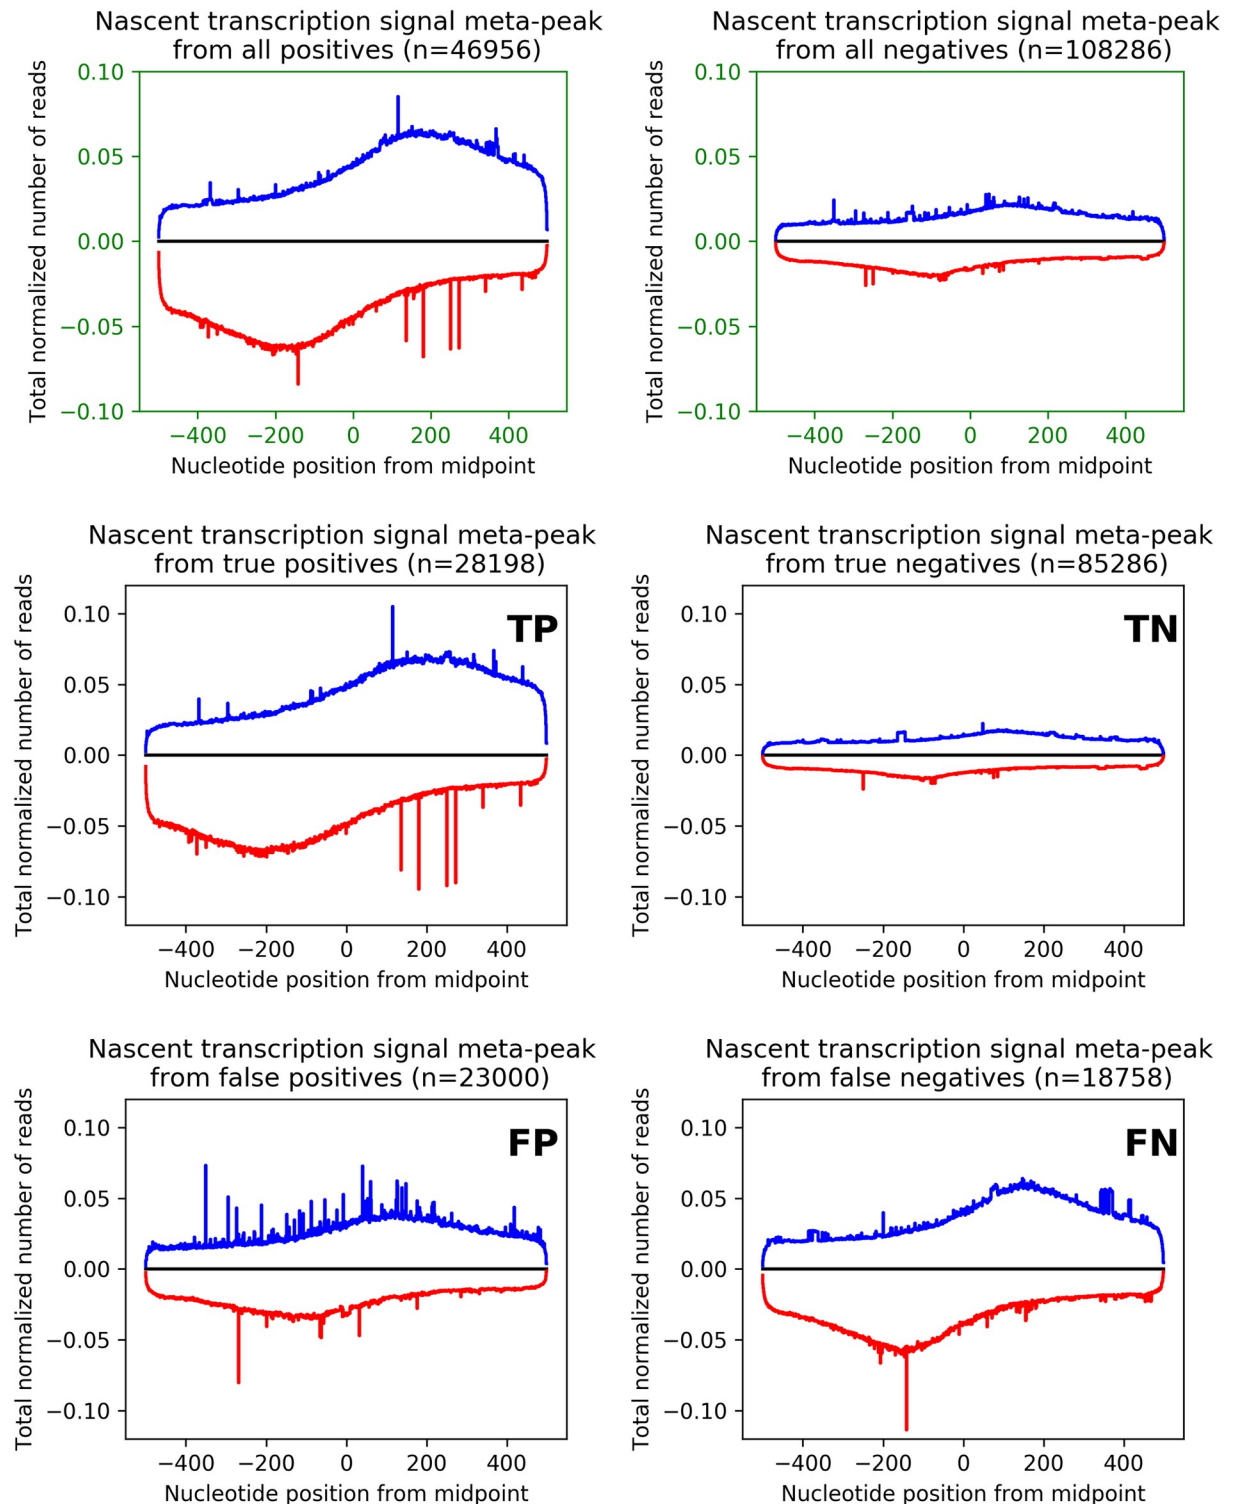 Nascent transcription signal meta-peak
from all positives (n=46956)
Total normalized number of reads
0.10
0.05
0.00
−0.05
−0.10
−400 −200 0 200 400
Nucleotide position from midpoint
Nascent transcription signal meta-peak
from all negatives (n=108286)
Total normalized number of reads
0.10
0.05
0.00
−0.05
−0.10
−400 −200 0 200 400
Nucleotide position from midpoint
Nascent transcription signal meta-peak
from true positives (n=28198)
Total normalized number of reads
TP
0.10
0.05
0.00
−0.05
−0.10
−400 −200 0 200 400
Nucleotide position from midpoint
Nascent transcription signal meta-peak
from true negatives (n=85286)
Total normalized number of reads
TN
0.10
0.05
0.00
−0.05
−0.10
−400 −200 0 200 400
Nucleotide position from midpoint
Nascent transcription signal meta-peak
from false positives (n=23000)
Total normalized number of reads
FP
0.10
0.05
0.00
−0.05
−0.10
−400 −200 0 200 400
Nucleotide position from midpoint
Nascent transcription signal meta-peak
from false negatives (n=18758)
Total normalized number of reads
FN
0.10
0.05
0.00
−0.05
−0.10
−400 −200 0 200 400
Nucleotide position from midpoint